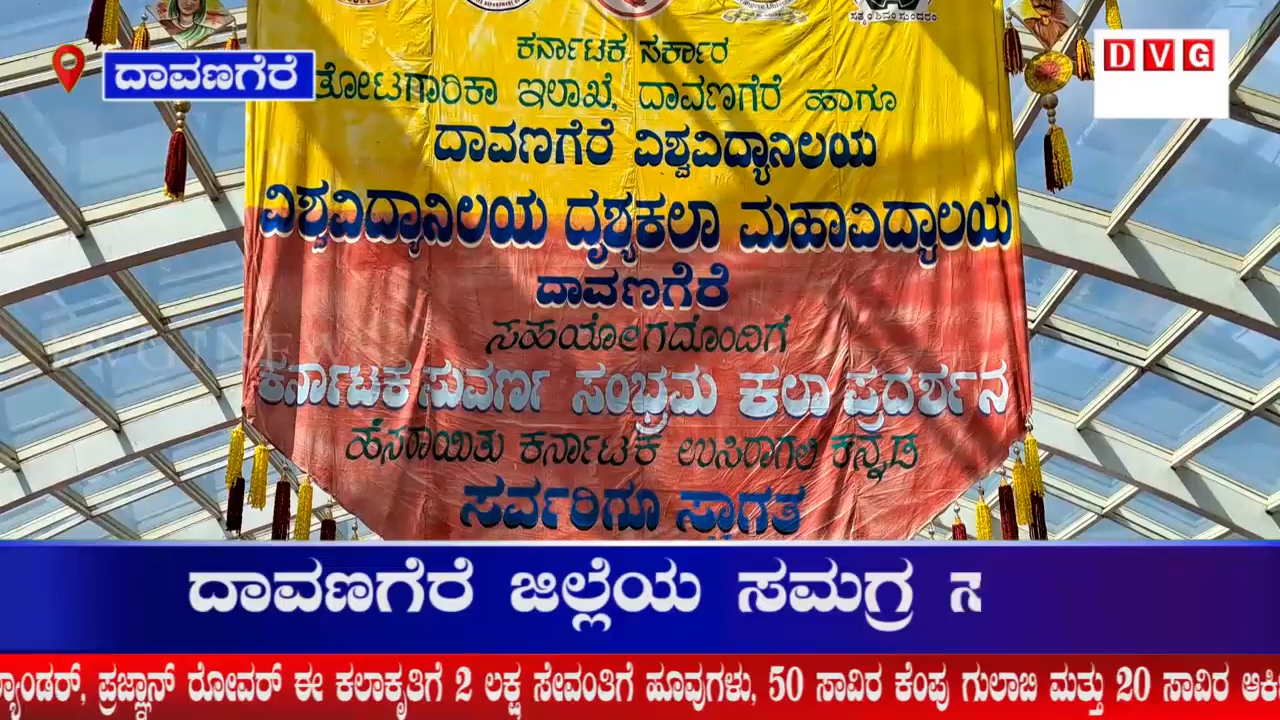 ಸತ್ಯಂ ಶಿವಂ ಸುಂದರಂ
ದಾವಣಗೆರೆ
DVG
ಕರ್ನಾಟಕ ಸರ್ಕಾರ
ತೋಟಗಾರಿಕಾ ಇಲಾಖೆ, ದಾವಣಗೆರೆ ಹಾಗೂ
ದಾವಣಗೆರೆ ವಿಶ್ವವಿದ್ಯಾನಿಲಯ
ವಿಶ್ವವಿದ್ಯಾನಿಲಯ ದೃಶ್ಯಕಲಾ ಮಹಾವಿದ್ಯಾಲಯ
ದಾವಣಗೆರೆ
ಸಹಯೋಗದೊಂದಿಗೆ
ಕರ್ನಾಟಕ ಸುವರ್ಣ ಸಂಭ್ರಮ ಕಲಾ ಪ್ರದರ್ಶನ
ಹೆಸರಾಯಿತು ಕರ್ನಾಟಕ ಉಸಿರಾಗಲಿ ಕನ್ನಡ
ಸರ್ವರಿಗೂ ಸ್ವಾಗತ
ದಾವಣಗೆರೆ ಜಿಲ್ಲೆಯ ಸಮಗ್ರ
ಪ್ರಜ್ಞಾನ್ ರೋವರ್ ಈ ಕಲಾಕೃತಿಗೆ 2 ಲಕ್ಷ ಸೇವಂತಿಗೆ ಹೂವುಗಳು, 50 ಸಾವಿರ ಕೆಂಪು ಗುಲಾಬಿ ಮತ್ತು 20 ಸಾವಿರ